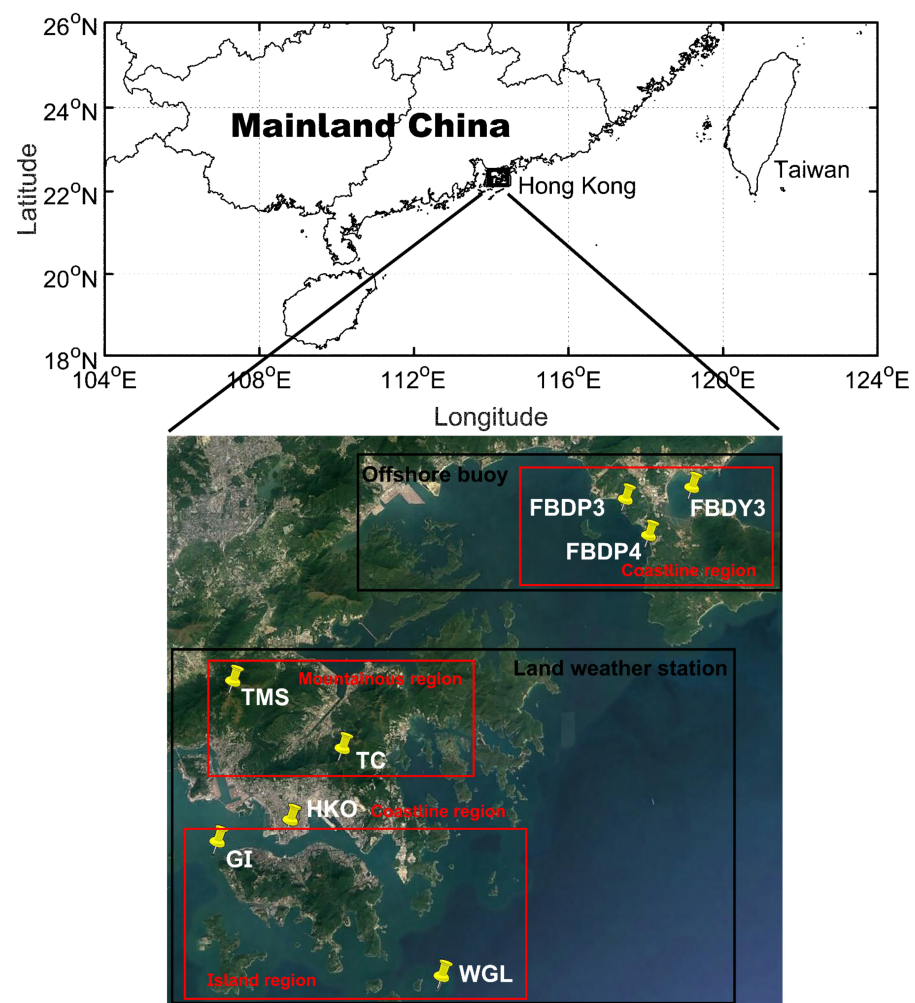 26°N
24°N
22°N
20°N
18°N
Latitude
Mainland China
Hong Kong
Taiwan
104°E 108°E 112°E 116°E 120°E 124°E
Longitude
Offshore buoy
FBDP3 FBDY3
FBDP4
Coastline region
Land weather station
Mountainous region
TMS
TC
HKO Coastline region
GI
Island region WGL